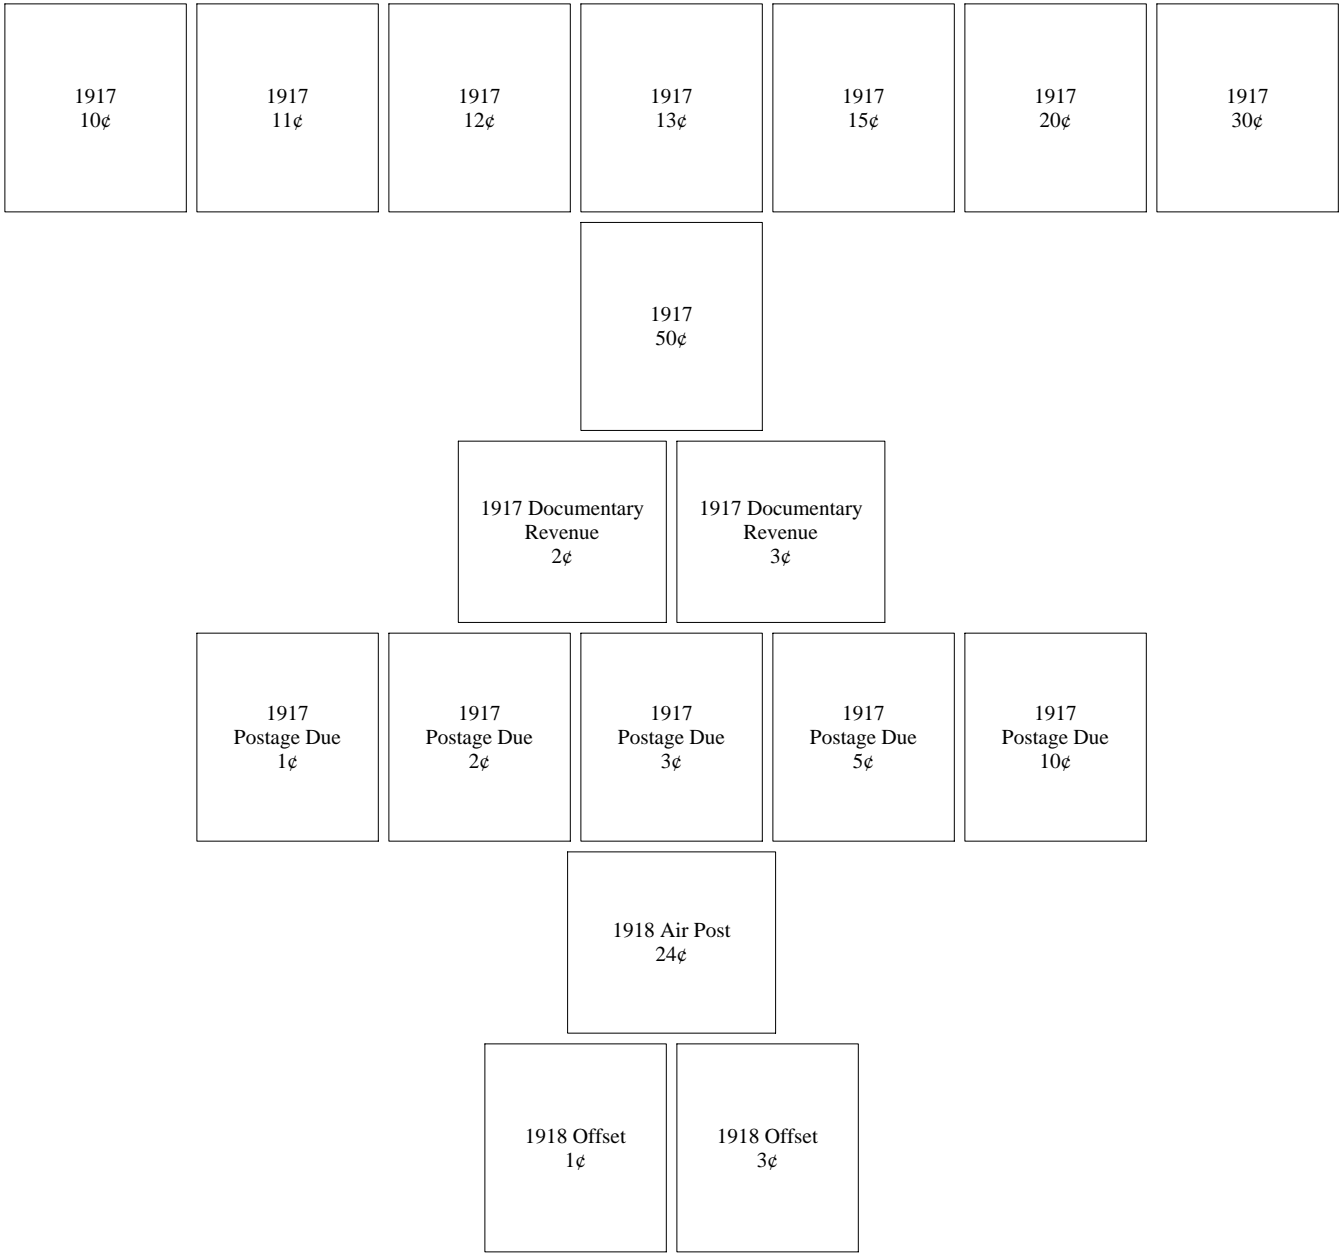 1917
10¢
1917
11¢
1917
12¢
1917
13¢
1917
15¢
1917
20¢
1917
30¢
1917
50¢
1917 Documentary
Revenue
2¢
1917 Documentary
Revenue
3¢
1917
Postage Due
1¢
1917
Postage Due
2¢
1917
Postage Due
3¢
1917
Postage Due
5¢
1917
Postage Due
10¢
1918 Air Post
24¢
1918 Offset
1¢
1918 Offset
3¢